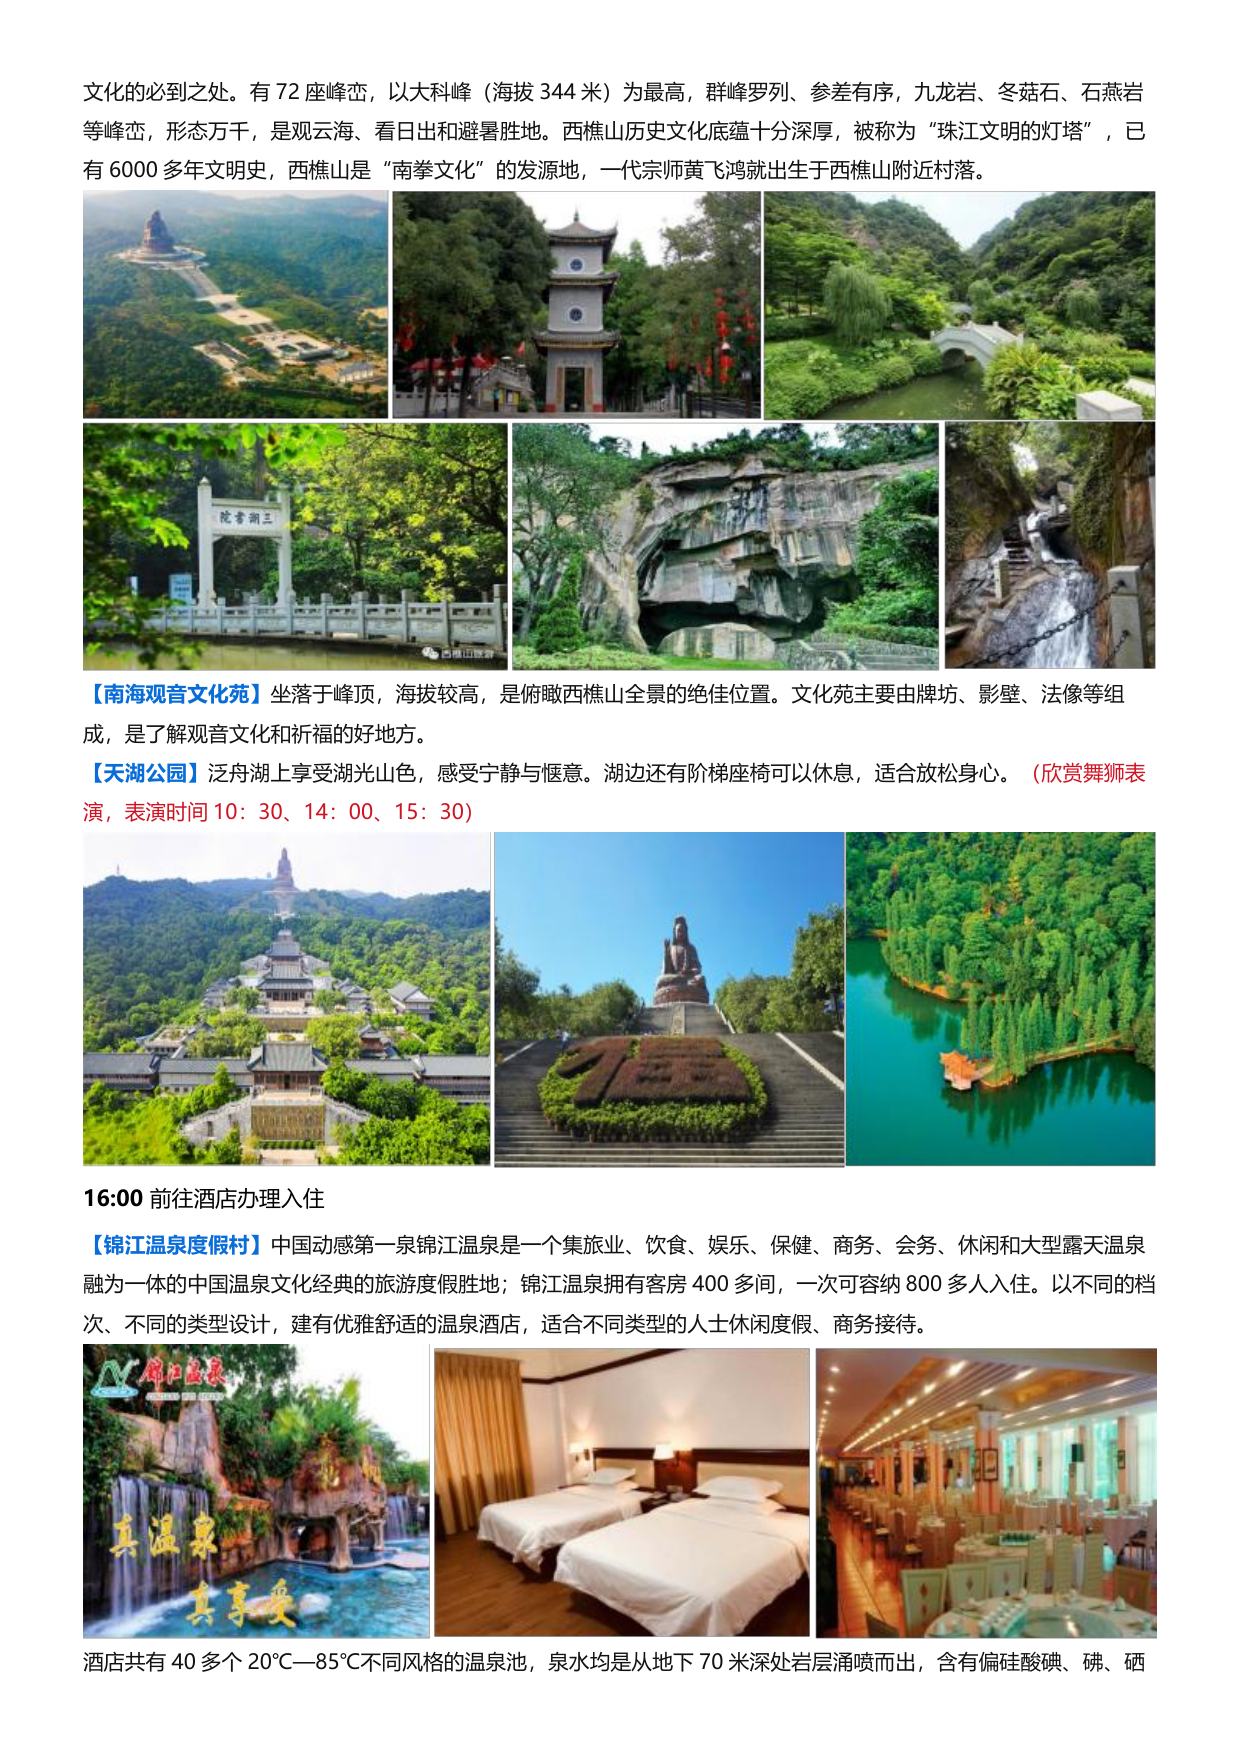 文化的必到之处。有 72 座峰峦，以大科峰（海拔 344 米）为最高，群峰罗列、参差有序，九龙岩、冬菇石、石燕岩
等峰峦，形态万千，是观云海、看日出和避暑胜地。西樵山历史文化底蕴十分深厚，被称为“珠江文明的灯塔”，已
有 6000 多年文明史，西樵山是“南拳文化”的发源地，一代宗师黄飞鸿就出生于西樵山附近村落。
院書湖三
西樵山旅游
【南海观音文化苑】坐落于峰顶，海拔较高，是俯瞰西樵山全景的绝佳位置。文化苑主要由牌坊、影壁、法像等组
成，是了解观音文化和祈福的好地方。
【天湖公园】泛舟湖上享受湖光山色，感受宁静与惬意。湖边还有阶梯座椅可以休息，适合放松身心。（欣赏舞狮表
演，表演时间 10：30、14：00、15：30）
16:00 前往酒店办理入住
【锦江温泉度假村】中国动感第一泉锦江温泉是一个集旅业、饮食、娱乐、保健、商务、会务、休闲和大型露天温泉
融为一体的中国温泉文化经典的旅游度假胜地；锦江温泉拥有客房 400 多间，一次可容纳 800 多人入住。以不同的档
次、不同的类型设计，建有优雅舒适的温泉酒店，适合不同类型的人士休闲度假、商务接待。
锦江温泉
真温泉
真享受
酒店共有 40 多个 20℃—85℃不同风格的温泉池，泉水均是从地下 70 米深处岩层涌喷而出，含有偏硅酸碘、砩、硒